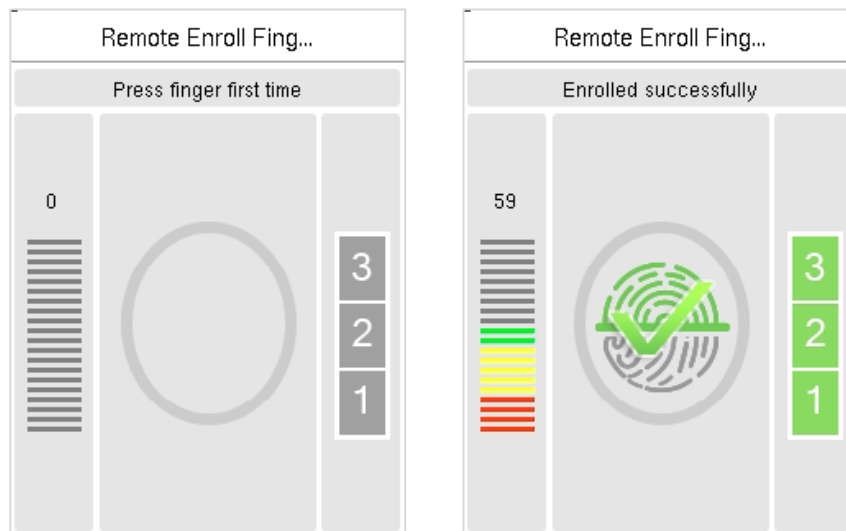 Remote Enroll Fing...
Press finger first time
0
3
2
1
Remote Enroll Fing...
Enrolled successfully
59
3
2
1